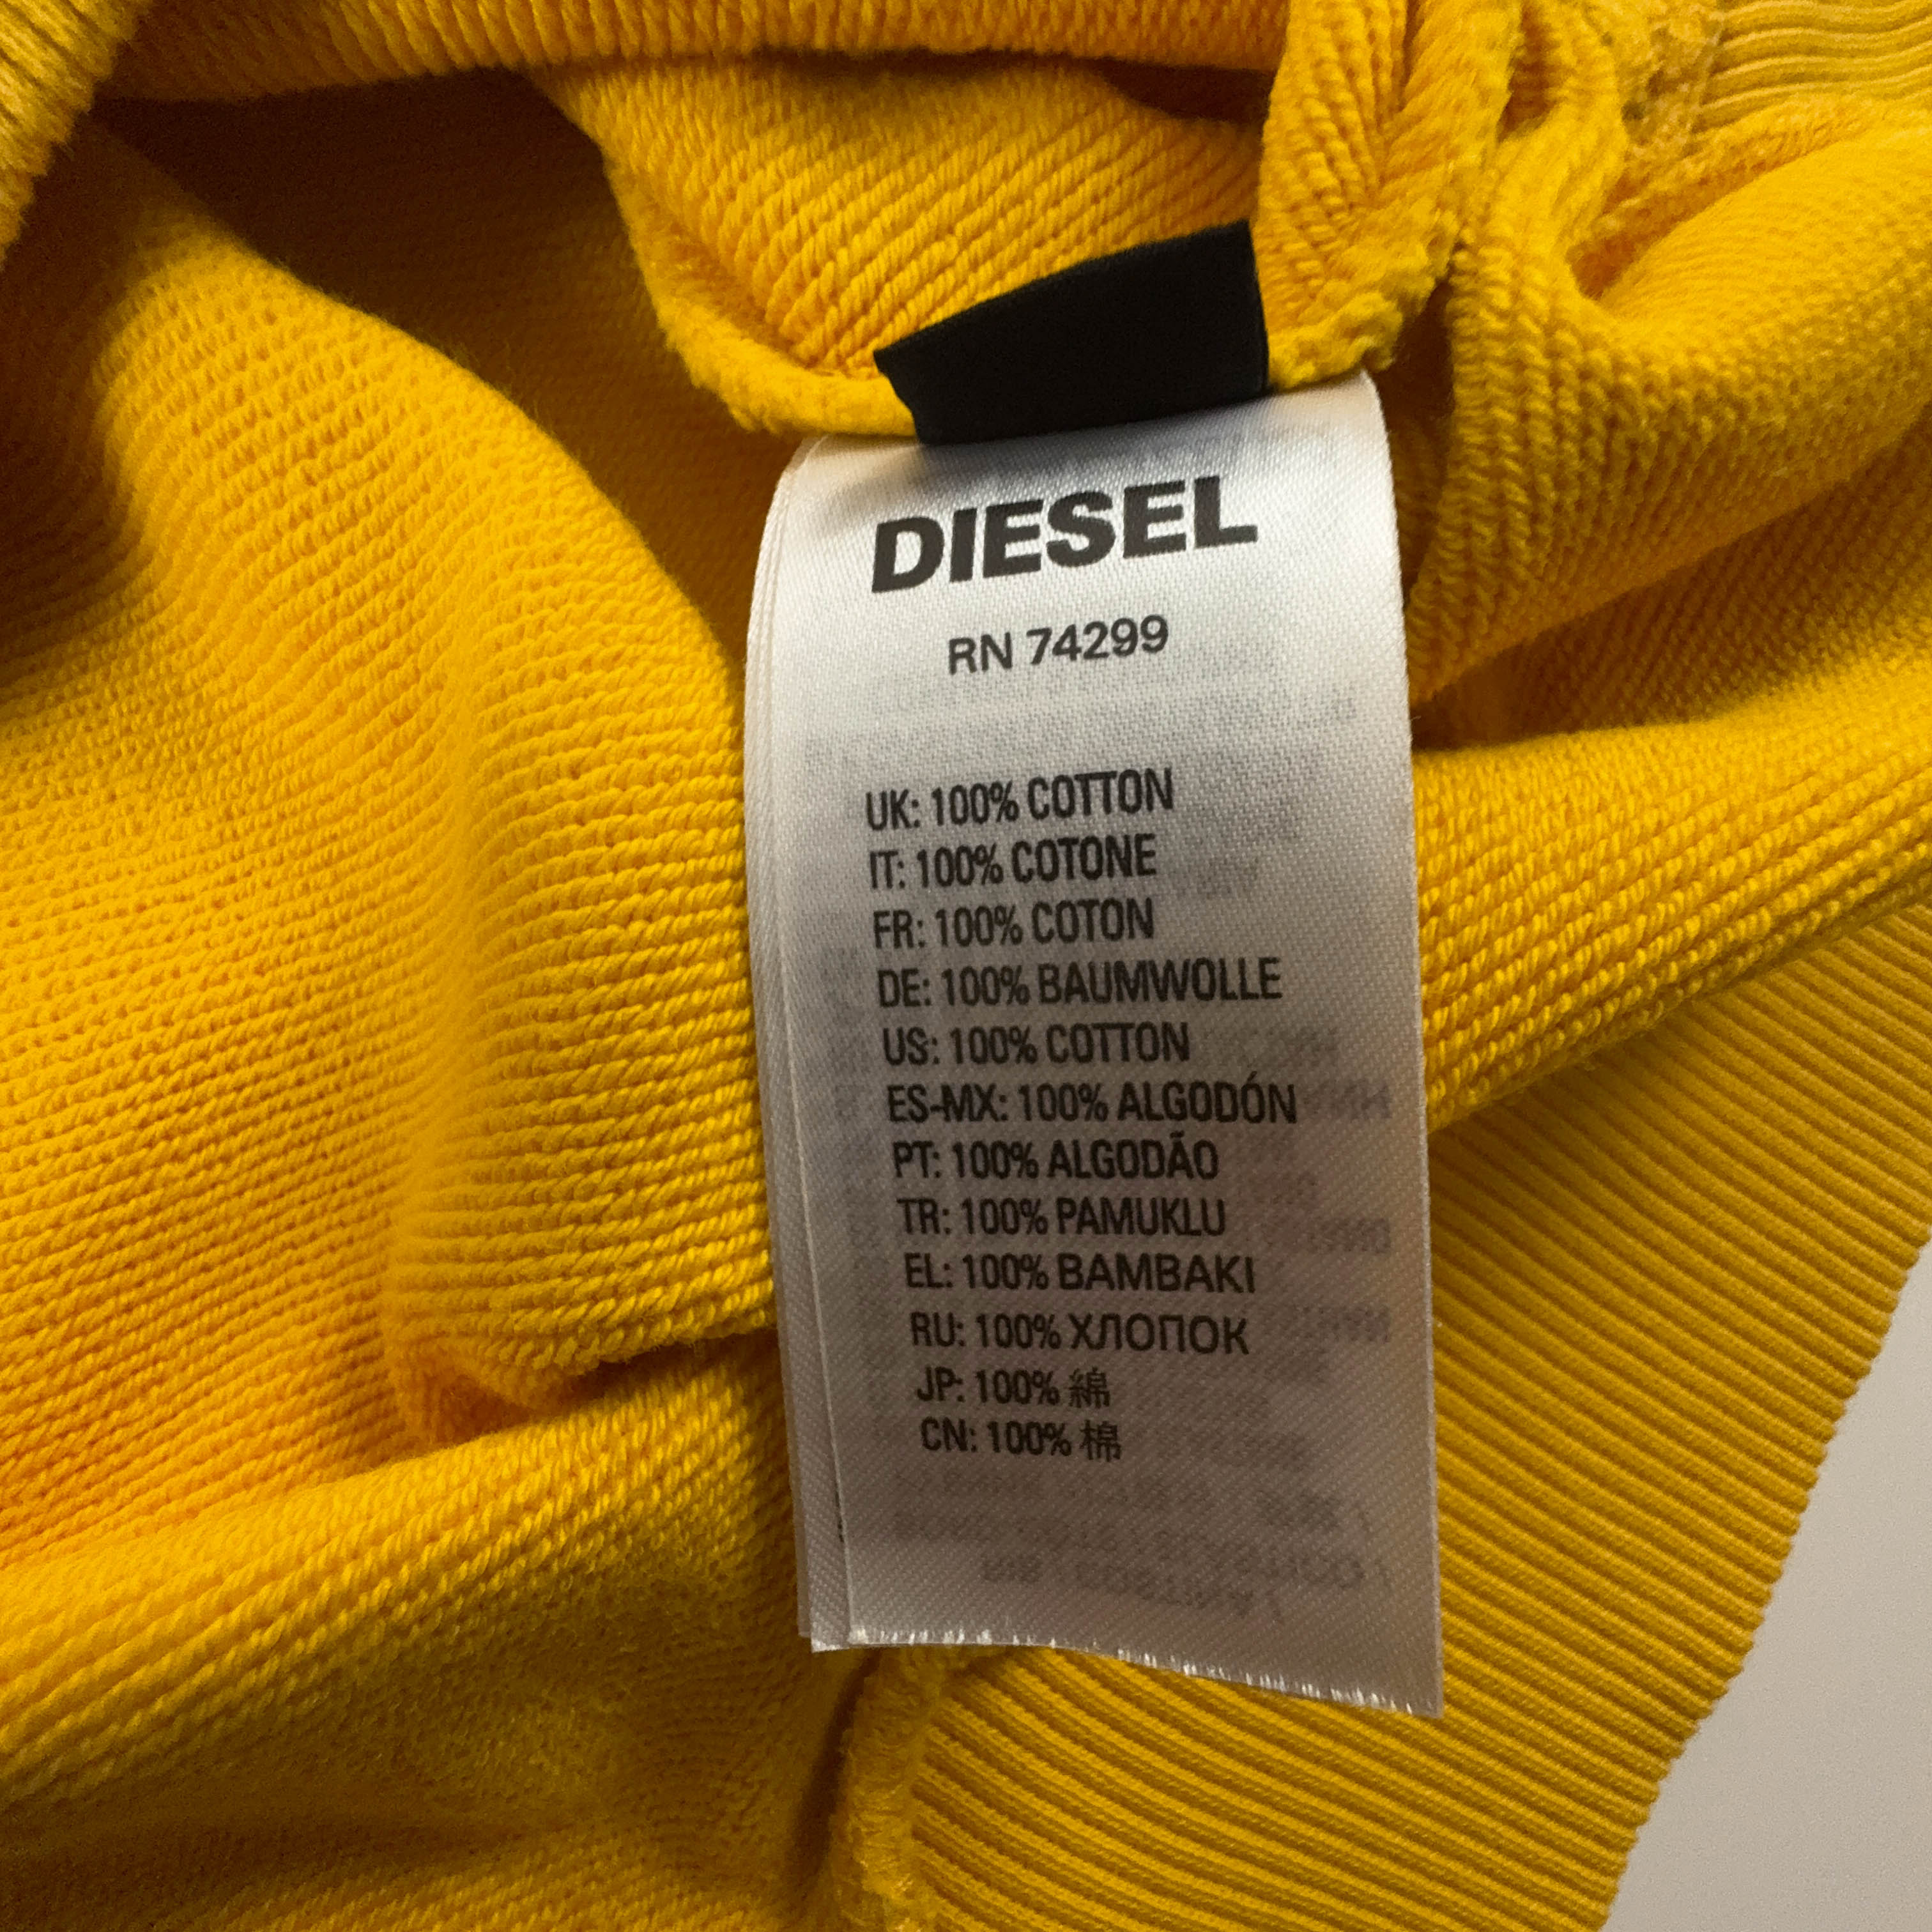 DIESEL
RN 74299
UK: 100% COTTON
IT: 100% COTONE
FR: 100% COTON
DE: 100% BAUMWOLLE
US: 100% COTTON
ES-MX: 100% ALGODÓN
PT: 100% ALGODÃO
TR: 100% PAMUKLU
EL: 100% ΒΑΜΒΑΚΙ
RU: 100% ХЛОПОК
JP: 100% 綿
CN: 100% 棉